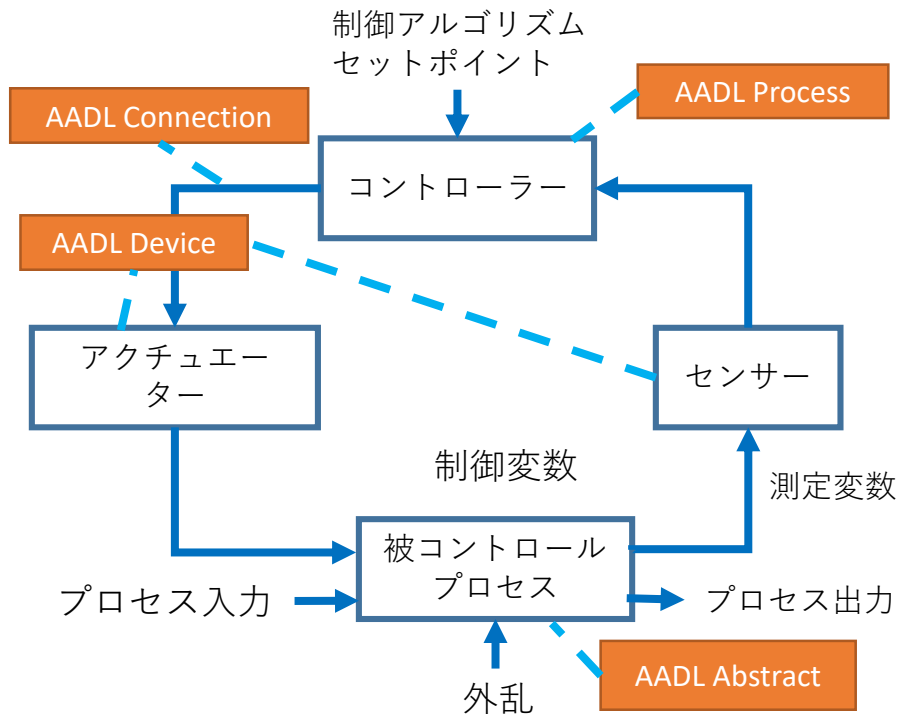 制御アルゴリズム
セットポイント
AADL Process
AADL Connection
コントローラー
AADL Device
アクチュエー
ター
センサー
制御変数
測定変数
被コントロール
プロセス
プロセス入力
プロセス出力
AADL Abstract
外乱